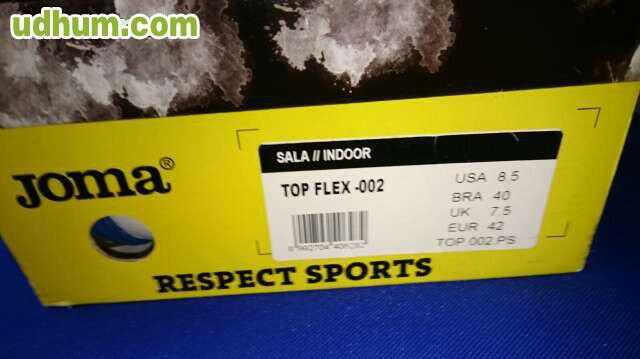 udhum.com
Joma®
SALA // INDOOR
TOP FLEX -002
USA 8.5
BRA 40
UK 7.5
EUR 42
TOP.002.PS
RESPECT SPORTS